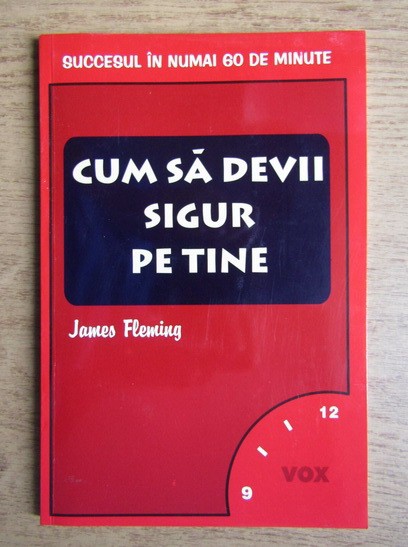 SUCCESUL ÎN NUMAI 60 DE MINUTE
CUM SĂ DEVII
SIGUR
PE TINE
James Fleming
12
VOX
9